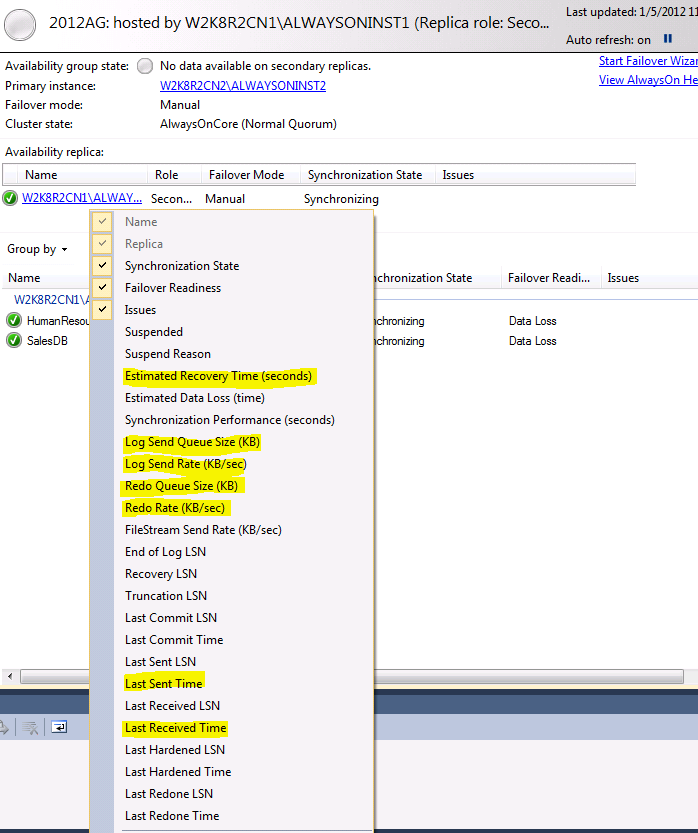 2012AG: hosted by W2K8R2CN1\ALWAYSONINST1 (Replica role: Seco...
Last updated: 1/5/2012 11
Auto refresh: on
Availability group state: No data available on secondary replicas.
Start Failover Wizar
Primary instance: W2K8R2CN2\ALWAYSONINST2
View AlwaysOn He
Failover mode: Manual
Cluster state: AlwaysOnCore (Normal Quorum)
Availability replica:
Name Role Failover Mode Synchronization State Issues
W2K8R2CN1\ALWAY... Secon... Manual Synchronizing
Name
Replica
Group by
Synchronization State
Name nchronization State Failover Readi... Issues
Failover Readiness
W2K8R2CN1\A
Issues
HumanResou nchronizing Data Loss
Suspended
SalesDB nchronizing Data Loss
Suspend Reason
Estimated Recovery Time (seconds)
Estimated Data Loss (time)
Synchronization Performance (seconds)
Log Send Queue Size (KB)
Log Send Rate (KB/sec)
Redo Queue Size (KB)
Redo Rate (KB/sec)
FileStream Send Rate (KB/sec)
End of Log LSN
Recovery LSN
Truncation LSN
Last Commit LSN
Last Commit Time
Last Sent LSN
Last Sent Time
Last Received LSN
Last Received Time
Last Hardened LSN
Last Hardened Time
Last Redone LSN
Last Redone Time